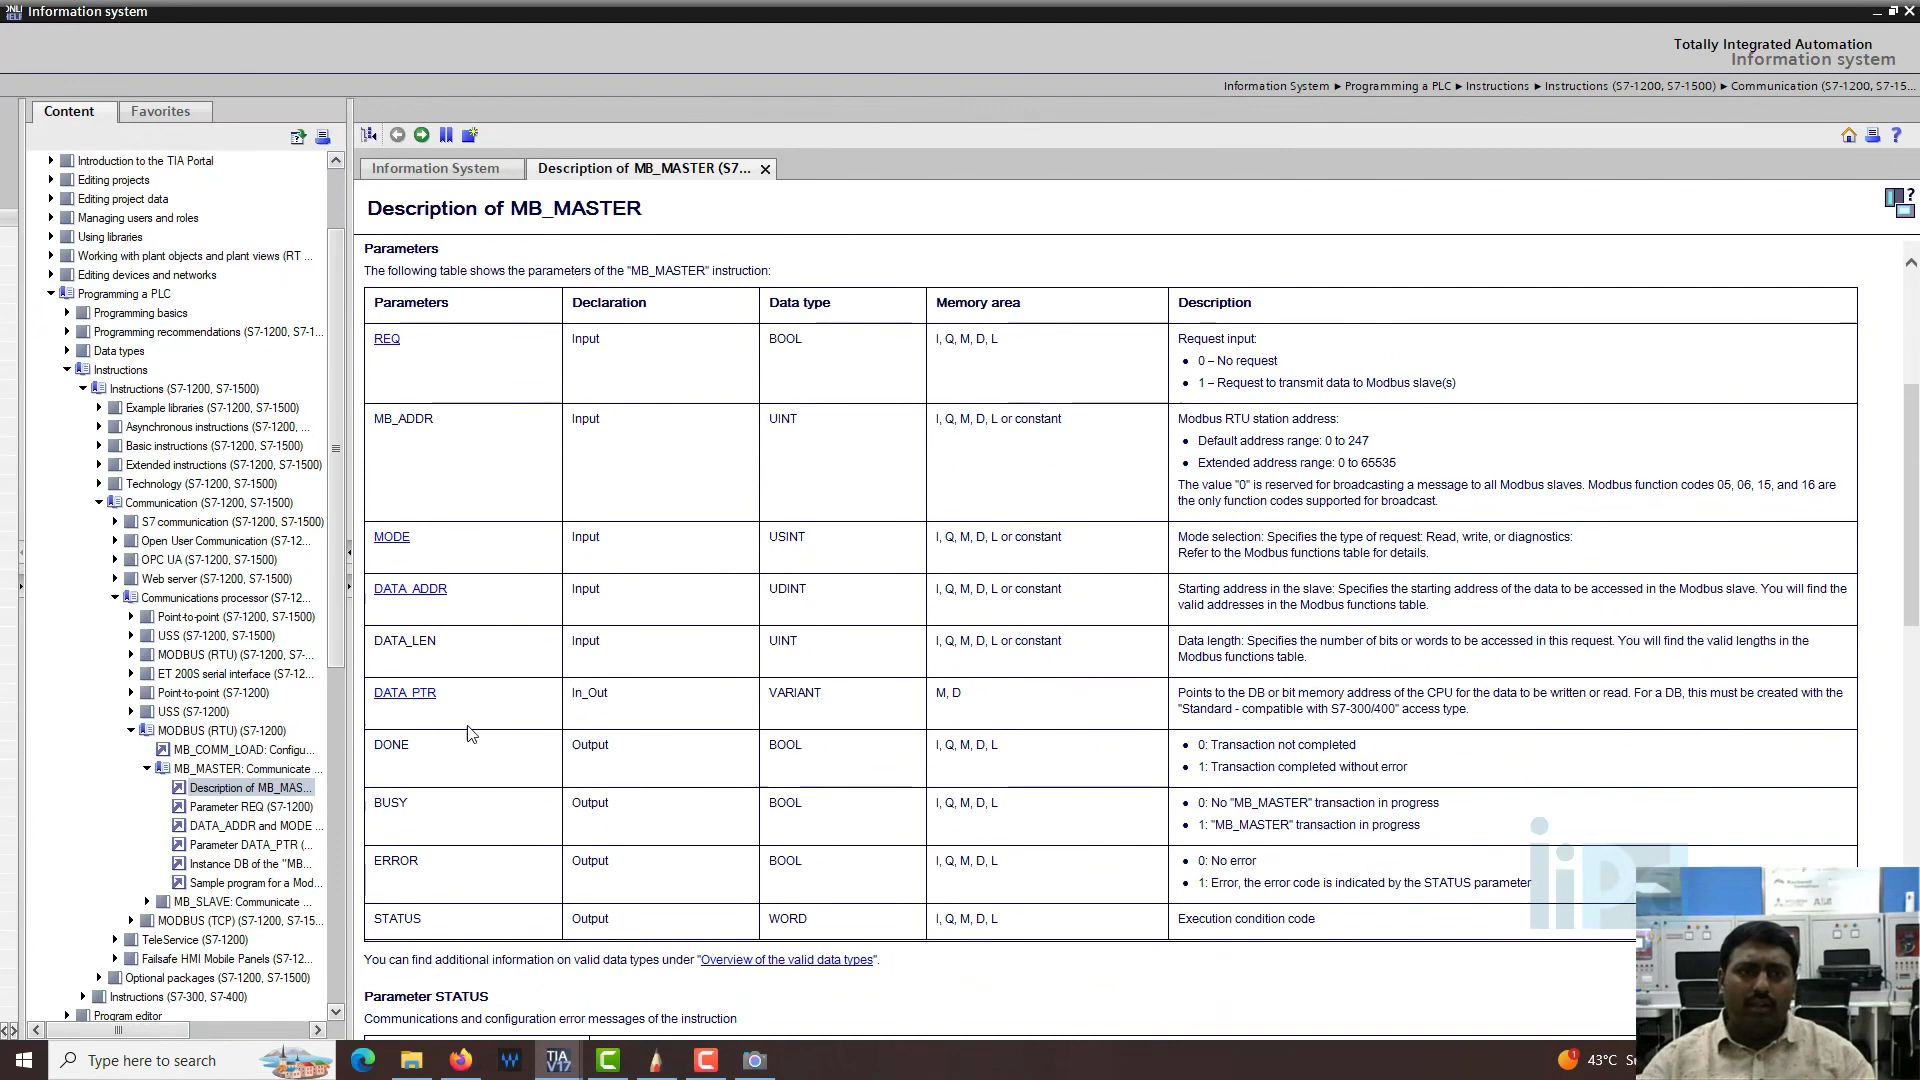 Information system
Totally Integrated Automation
Information system
Information System ▸ Programming a PLC ▸ Instructions ▸ Instructions (S7-1200, S7-1500) ▸ Communication (S7-1200, S7-15...
Content
Favorites
Introduction to the TIA Portal
Editing projects
Editing project data
Managing users and roles
Using libraries
Working with plant objects and plant views (RT ...
Editing devices and networks
Programming a PLC
Programming basics
Programming recommendations (S7-1200, S7-1...
Data types
Instructions
Instructions (S7-1200, S7-1500)
Example libraries (S7-1200, S7-1500)
Asynchronous instructions (S7-1200, ...
Basic instructions (S7-1200, S7-1500)
Extended instructions (S7-1200, S7-1500)
Technology (S7-1200, S7-1500)
Communication (S7-1200, S7-1500)
S7 communication (S7-1200, S7-1500)
Open User Communication (S7-12...
OPC UA (S7-1200, S7-1500)
Web server (S7-1200, S7-1500)
Communications processor (S7-12...
Point-to-point (S7-1200, S7-1500)
USS (S7-1200, S7-1500)
MODBUS (RTU) (S7-1200, S7-...
ET 200S serial interface (S7-12...
Point-to-point (S7-1200)
USS (S7-1200)
MODBUS (RTU) (S7-1200)
MB_COMM_LOAD: Configu...
MB_MASTER: Communicate ...
Description of MB_MAS...
Parameter REQ (S7-1200)
DATA_ADDR and MODE ...
Parameter DATA_PTR (...
Instance DB of the "MB...
Sample program for a Mod...
MB_SLAVE: Communicate ...
MODBUS (TCP) (S7-1200, S7-15...
TeleService (S7-1200)
Failsafe HMI Mobile Panels (S7-12...
Optional packages (S7-1200, S7-1500)
Instructions (S7-300, S7-400)
Program editor
Information System
Description of MB_MASTER (S7...
Description of MB_MASTER
Parameters
The following table shows the parameters of the "MB_MASTER" instruction:
Parameters Declaration Data type Memory area Description
REQ Input BOOL I, Q, M, D, L Request input:
• 0 – No request
• 1 – Request to transmit data to Modbus slave(s)
MB_ADDR Input UINT I, Q, M, D, L or constant Modbus RTU station address:
• Default address range: 0 to 247
• Extended address range: 0 to 65535
The value "0" is reserved for broadcasting a message to all Modbus slaves. Modbus function codes 05, 06, 15, and 16 are
the only function codes supported for broadcast.
MODE Input USINT I, Q, M, D, L or constant Mode selection: Specifies the type of request: Read, write, or diagnostics:
Refer to the Modbus functions table for details.
DATA_ADDR Input UDINT I, Q, M, D, L or constant Starting address in the slave: Specifies the starting address of the data to be accessed in the Modbus slave. You will find the
valid addresses in the Modbus functions table.
DATA_LEN Input UINT I, Q, M, D, L or constant Data length: Specifies the number of bits or words to be accessed in this request. You will find the valid lengths in the
Modbus functions table.
DATA_PTR In_Out VARIANT M, D Points to the DB or bit memory address of the CPU for the data to be written or read. For a DB, this must be created with the
"Standard - compatible with S7-300/400" access type.
DONE Output BOOL I, Q, M, D, L • 0: Transaction not completed
• 1: Transaction completed without error
BUSY Output BOOL I, Q, M, D, L • 0: No "MB_MASTER" transaction in progress
• 1: "MB_MASTER" transaction in progress
ERROR Output BOOL I, Q, M, D, L • 0: No error
• 1: Error, the error code is indicated by the STATUS parameter
STATUS Output WORD I, Q, M, D, L Execution condition code
You can find additional information on valid data types under "Overview of the valid data types".
Parameter STATUS
Communications and configuration error messages of the instruction
Type here to search
TIA
V17
1
43°C